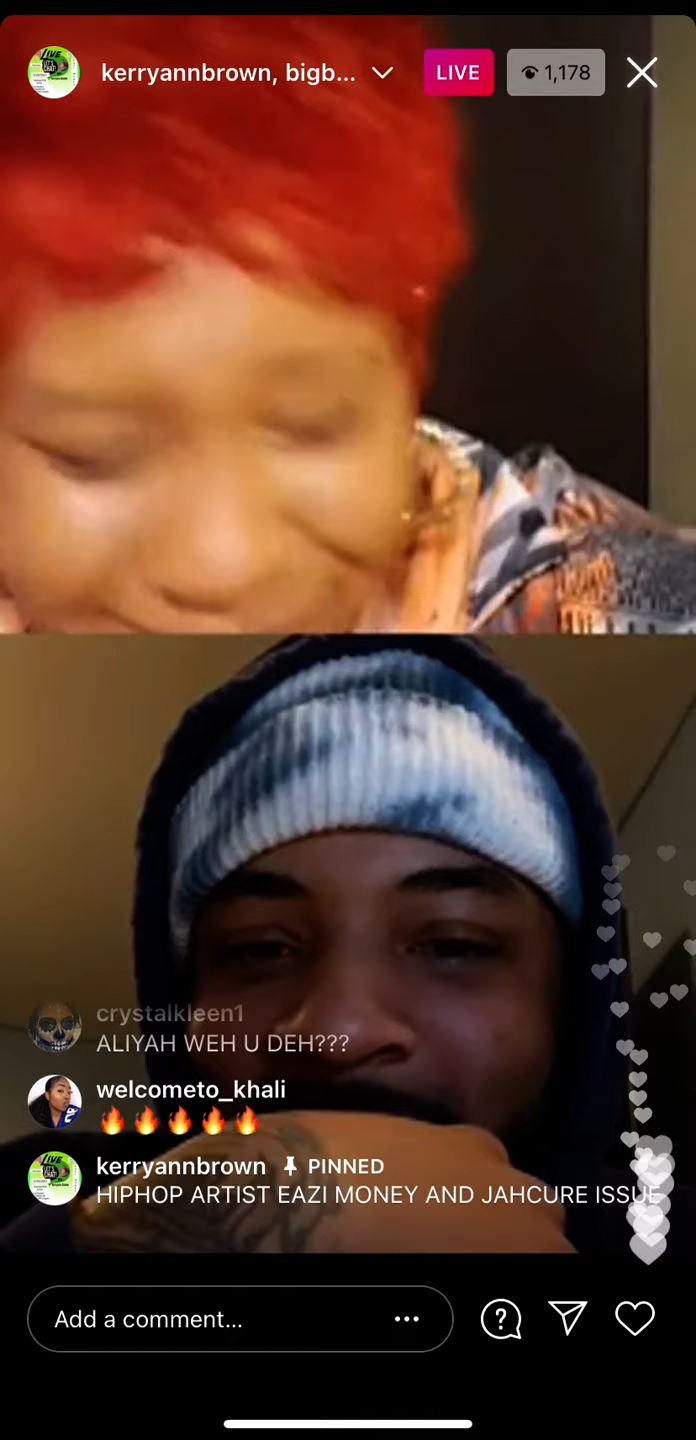 kerryannbrown, bigb...
LIVE
1,178
crystalkleen1
ALIYAH WEH U DEH???
welcometo_khali
🔥🔥🔥🔥🔥
kerryannbrown PINNED
HIPHOP ARTIST EAZI MONEY AND JAHCURE ISSUE
Add a comment...